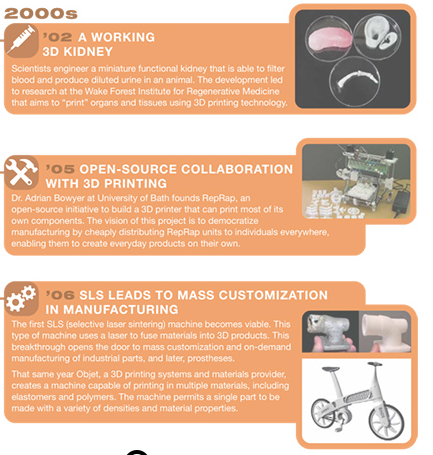 2000s
'02 A WORKING
3D KIDNEY
Scientists engineer a miniature functional kidney that is able to filter
blood and produce diluted urine in an animal. The development led
to research at the Wake Forest Institute for Regenerative Medicine
that aims to “print” organs and tissues using 3D printing technology.
'05 OPEN-SOURCE COLLABORATION
WITH 3D PRINTING
Dr. Adrian Bowyer at University of Bath founds RepRap, an
open-source initiative to build a 3D printer that can print most of its
own components. The vision of this project is to democratize
manufacturing by cheaply distributing RepRap units to individuals everywhere,
enabling them to create everyday products on their own.
'06 SLS LEADS TO MASS CUSTOMIZATION
IN MANUFACTURING
The first SLS (selective laser sintering) machine becomes viable. This
type of machine uses a laser to fuse materials into 3D products. This
breakthrough opens the door to mass customization and on-demand
manufacturing of industrial parts, and later, prostheses.
That same year Objet, a 3D printing systems and materials provider,
creates a machine capable of printing in multiple materials, including
elastomers and polymers. The machine permits a single part to be
made with a variety of densities and material properties.